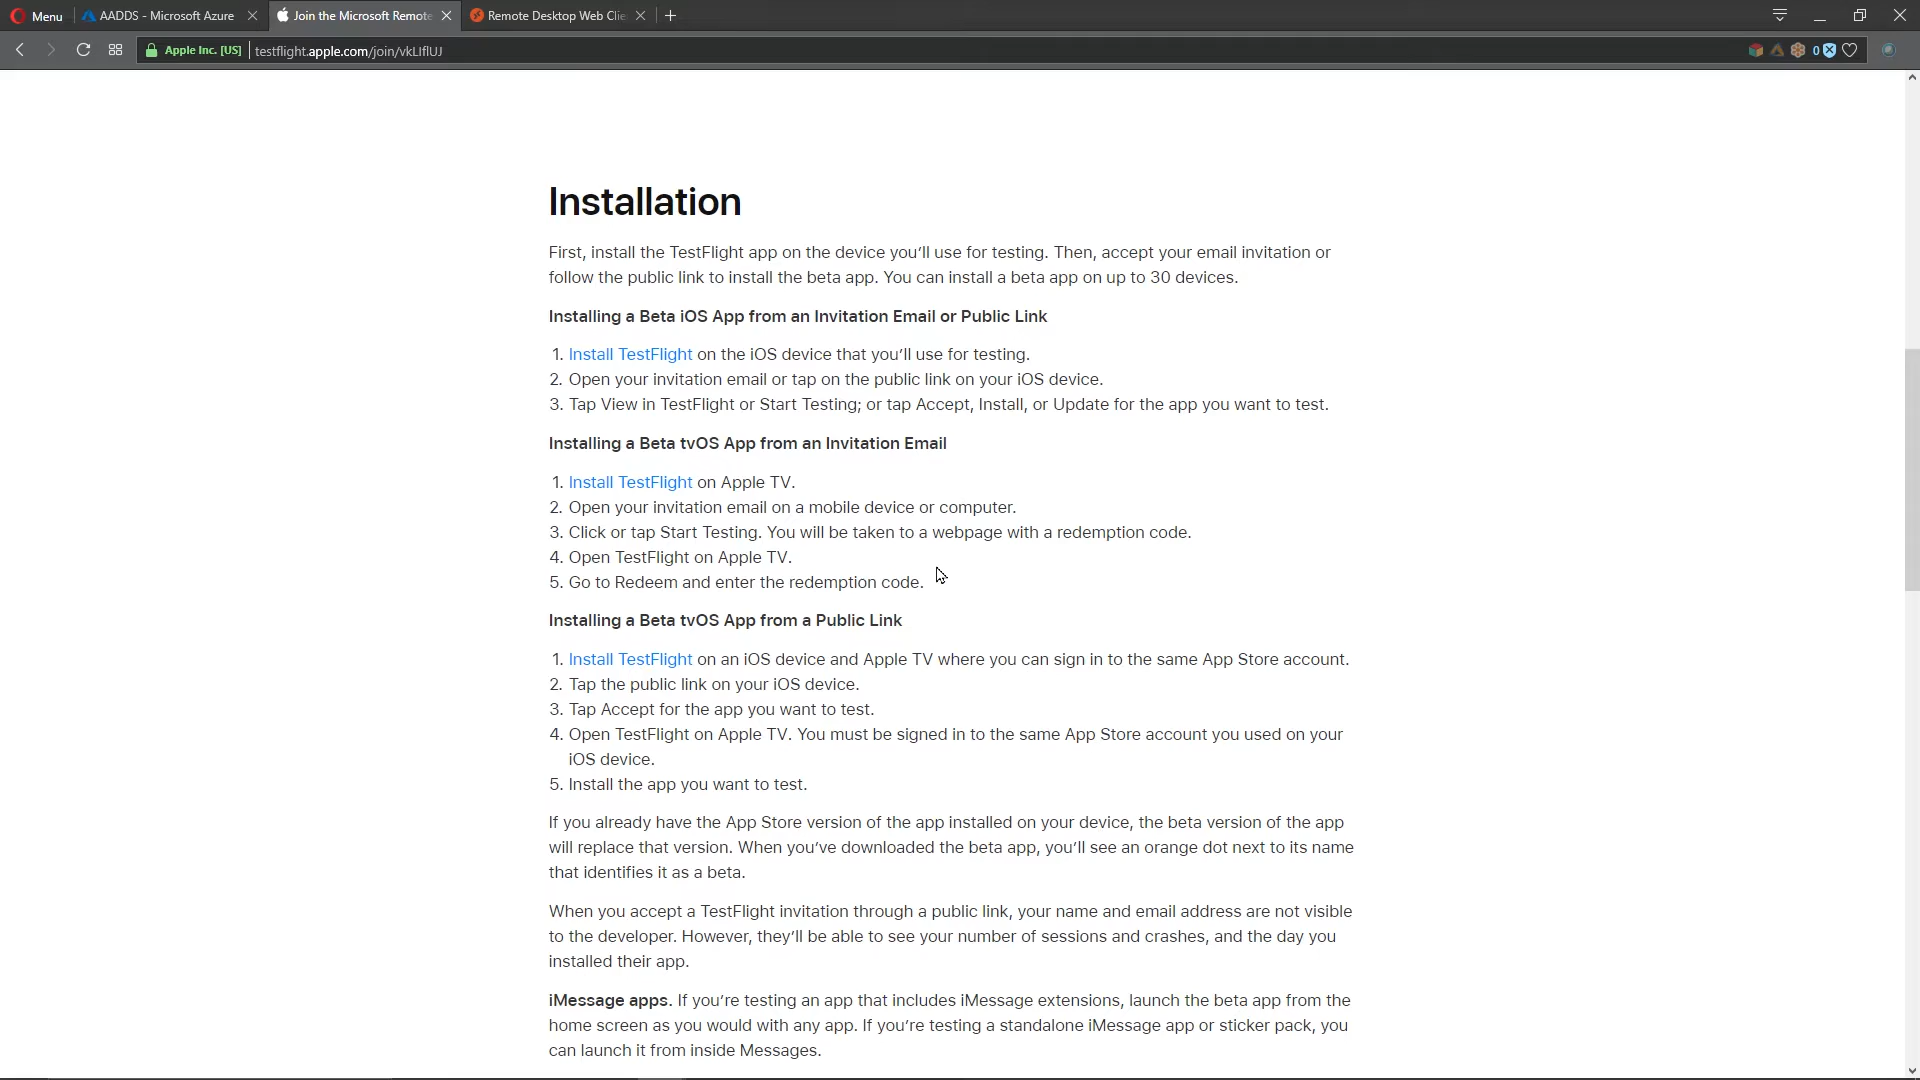 Menu
AADDS - Microsoft Azure
Join the Microsoft Remote
Remote Desktop Web Clie
Apple Inc. [US]
testflight.apple.com/join/vkLIflUJ
0
Installation
First, install the TestFlight app on the device you'll use for testing. Then, accept your email invitation or
follow the public link to install the beta app. You can install a beta app on up to 30 devices.
Installing a Beta iOS App from an Invitation Email or Public Link
1. Install TestFlight on the iOS device that you'll use for testing.
2. Open your invitation email or tap on the public link on your iOS device.
3. Tap View in TestFlight or Start Testing; or tap Accept, Install, or Update for the app you want to test.
Installing a Beta tvOS App from an Invitation Email
1. Install TestFlight on Apple TV.
2. Open your invitation email on a mobile device or computer.
3. Click or tap Start Testing. You will be taken to a webpage with a redemption code.
4. Open TestFlight on Apple TV.
5. Go to Redeem and enter the redemption code.
Installing a Beta tvOS App from a Public Link
1. Install TestFlight on an iOS device and Apple TV where you can sign in to the same App Store account.
2. Tap the public link on your iOS device.
3. Tap Accept for the app you want to test.
4. Open TestFlight on Apple TV. You must be signed in to the same App Store account you used on your
iOS device.
5. Install the app you want to test.
If you already have the App Store version of the app installed on your device, the beta version of the app
will replace that version. When you've downloaded the beta app, you'll see an orange dot next to its name
that identifies it as a beta.
When you accept a TestFlight invitation through a public link, your name and email address are not visible
to the developer. However, they'll be able to see your number of sessions and crashes, and the day you
installed their app.
iMessage apps. If you're testing an app that includes iMessage extensions, launch the beta app from the
home screen as you would with any app. If you're testing a standalone iMessage app or sticker pack, you
can launch it from inside Messages.